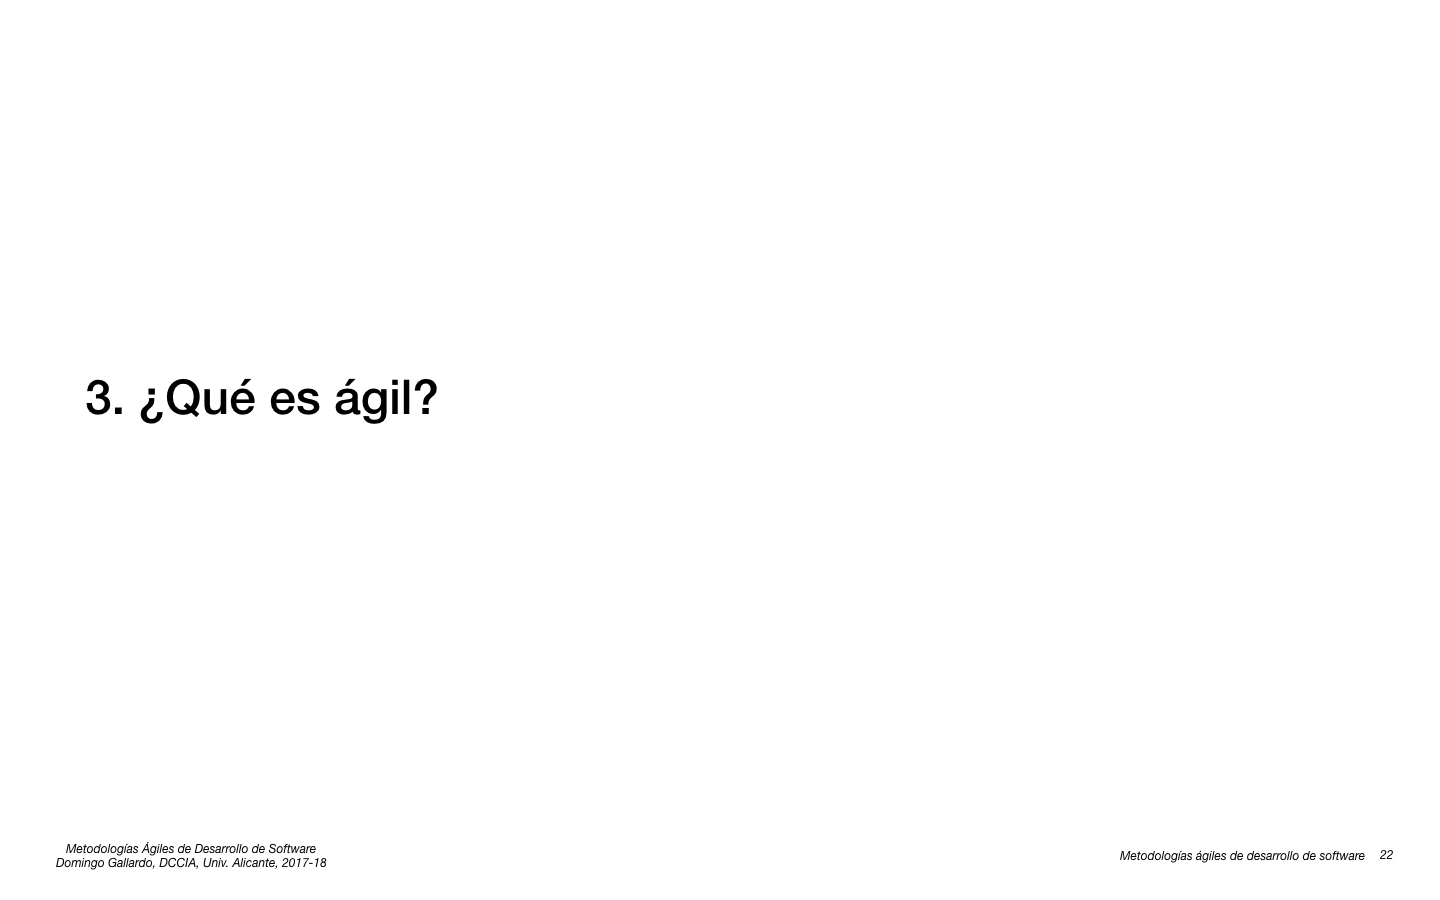 3. ¿Qué es ágil?
Metodologías Ágiles de Desarrollo de Software
Domingo Gallardo, DCCIA, Univ. Alicante, 2017-18
Metodologías ágiles de desarrollo de software 22